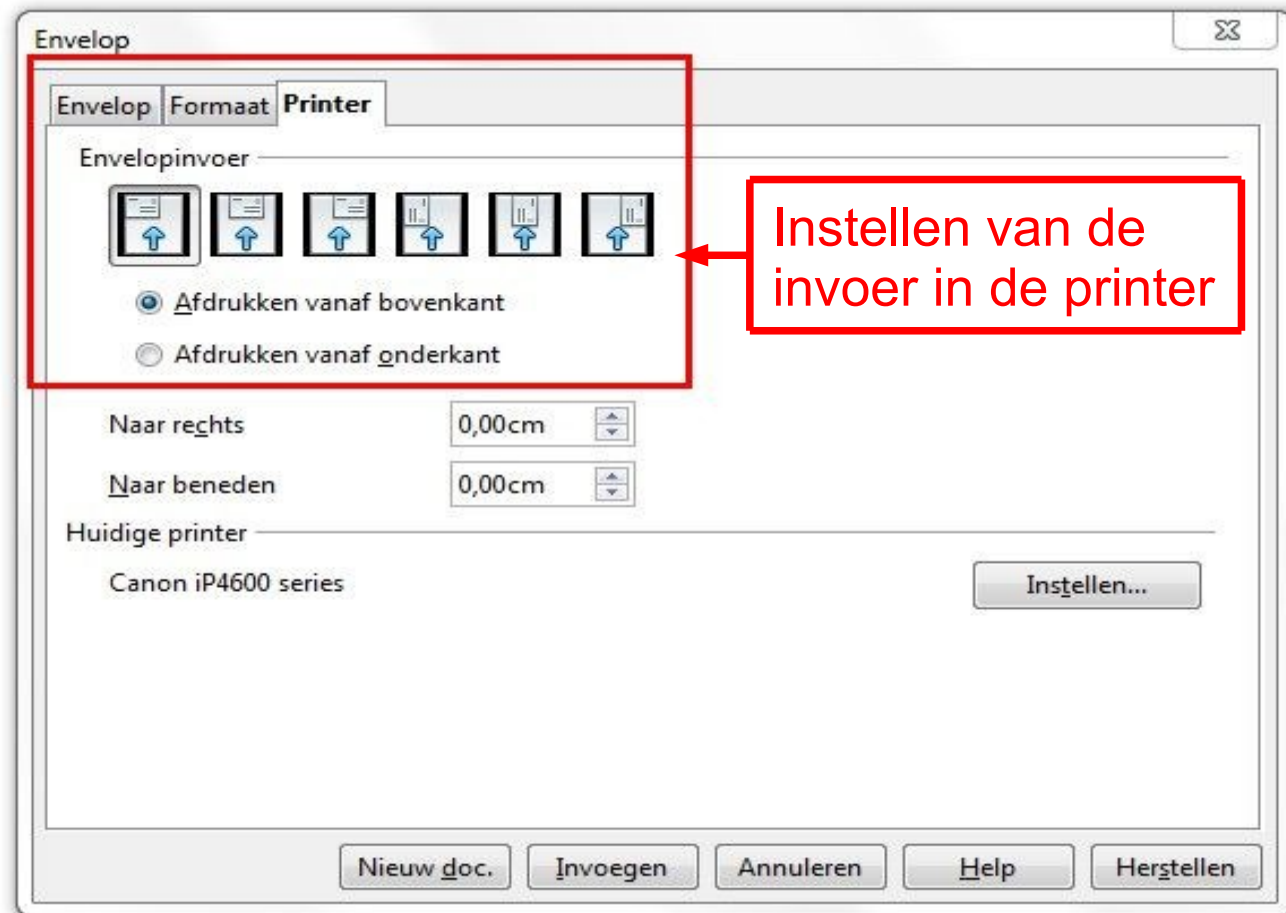 Envelop
Envelop Formaat Printer
Envelopinvoer
Afdrukken vanaf bovenkant
Afdrukken vanaf onderkant
Instellen van de
invoer in de printer
Naar rechts 0,00cm
Naar beneden 0,00cm
Huidige printer
Canon iP4600 series Instellen...
Nieuw doc. Invoegen Annuleren Help Herstellen